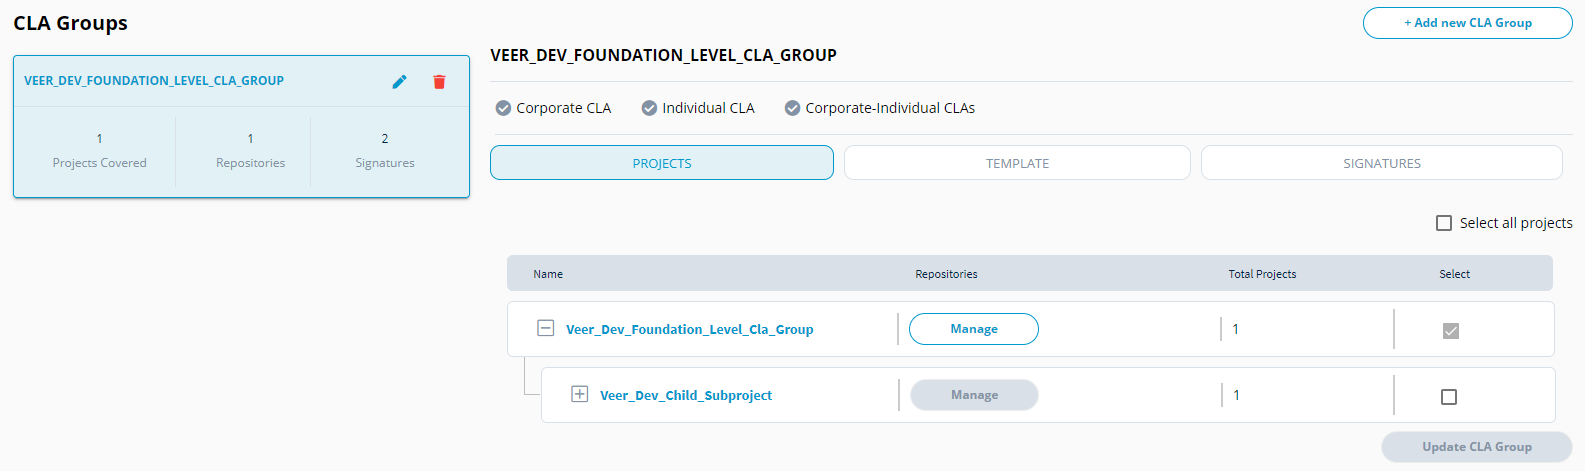 CLA Groups
+ Add new CLA Group
VEER_DEV_FOUNDATION_LEVEL_CLA_GROUP
1
Projects Covered
1
Repositories
2
Signatures
VEER_DEV_FOUNDATION_LEVEL_CLA_GROUP
Corporate CLA
Individual CLA
Corporate-Individual CLAs
PROJECTS
TEMPLATE
SIGNATURES
Select all projects
Name Repositories Total Projects Select
Veer_Dev_Foundation_Level_Cla_Group Manage 1
Veer_Dev_Child_Subproject Manage 1
Update CLA Group